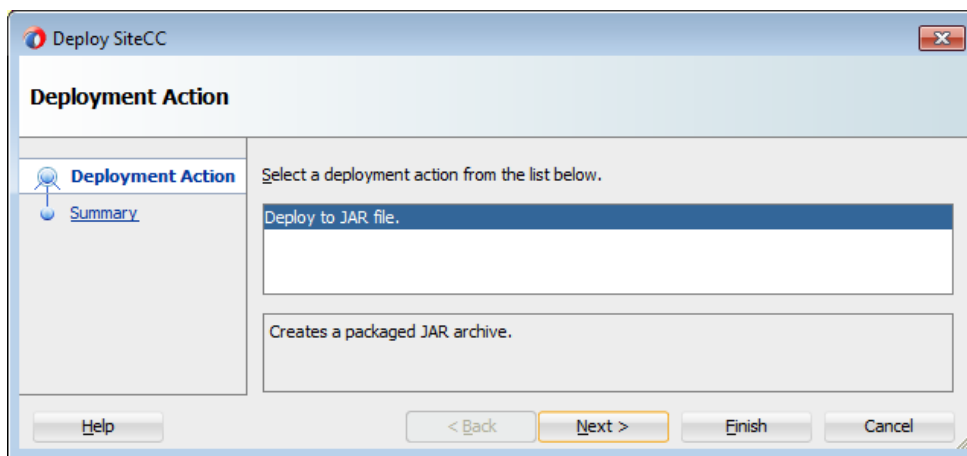 Deploy SiteCC
Deployment Action
Deployment Action
Summary
Select a deployment action from the list below.
Deploy to JAR file.
Creates a packaged JAR archive.
Help
< Back
Next >
Finish
Cancel